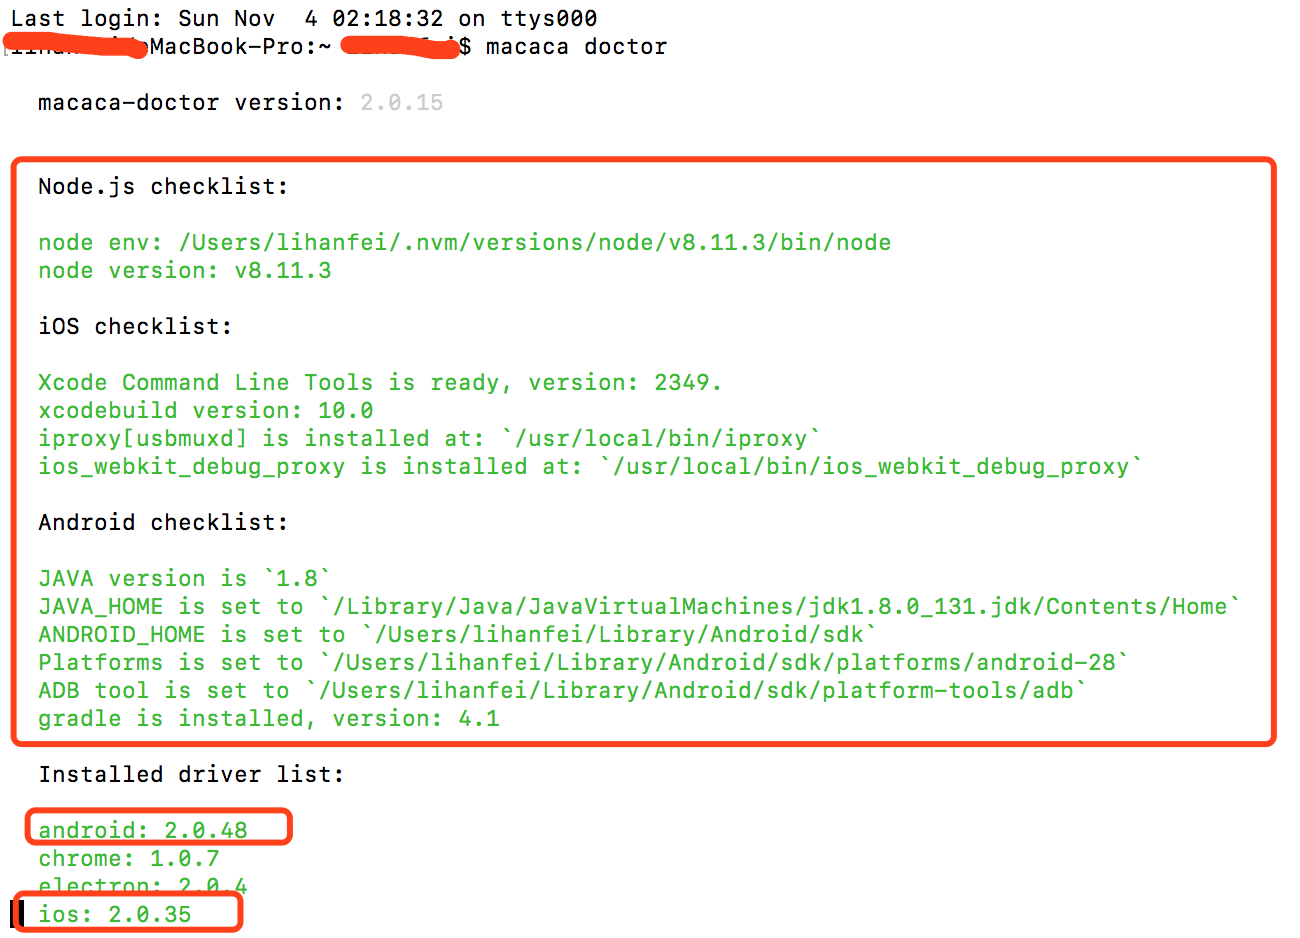 Last login: Sun Nov  4 02:18:32 on ttys000
MacBook-Pro:~ $ macaca doctor
macaca-doctor version: 2.0.15
Node.js checklist:
node env: /Users/lihanfei/.nvm/versions/node/v8.11.3/bin/node
node version: v8.11.3
iOS checklist:
Xcode Command Line Tools is ready, version: 2349.
xcodebuild version: 10.0
iproxy[usbmuxd] is installed at: `/usr/local/bin/iproxy`
ios_webkit_debug_proxy is installed at: `/usr/local/bin/ios_webkit_debug_proxy`
Android checklist:
JAVA version is `1.8`
JAVA_HOME is set to `/Library/Java/JavaVirtualMachines/jdk1.8.0_131.jdk/Contents/Home`
ANDROID_HOME is set to `/Users/lihanfei/Library/Android/sdk`
Platforms is set to `/Users/lihanfei/Library/Android/sdk/platforms/android-28`
ADB tool is set to `/Users/lihanfei/Library/Android/sdk/platform-tools/adb`
gradle is installed, version: 4.1
Installed driver list:
android: 2.0.48
chrome: 1.0.7
electron: 2.0.4
ios: 2.0.35